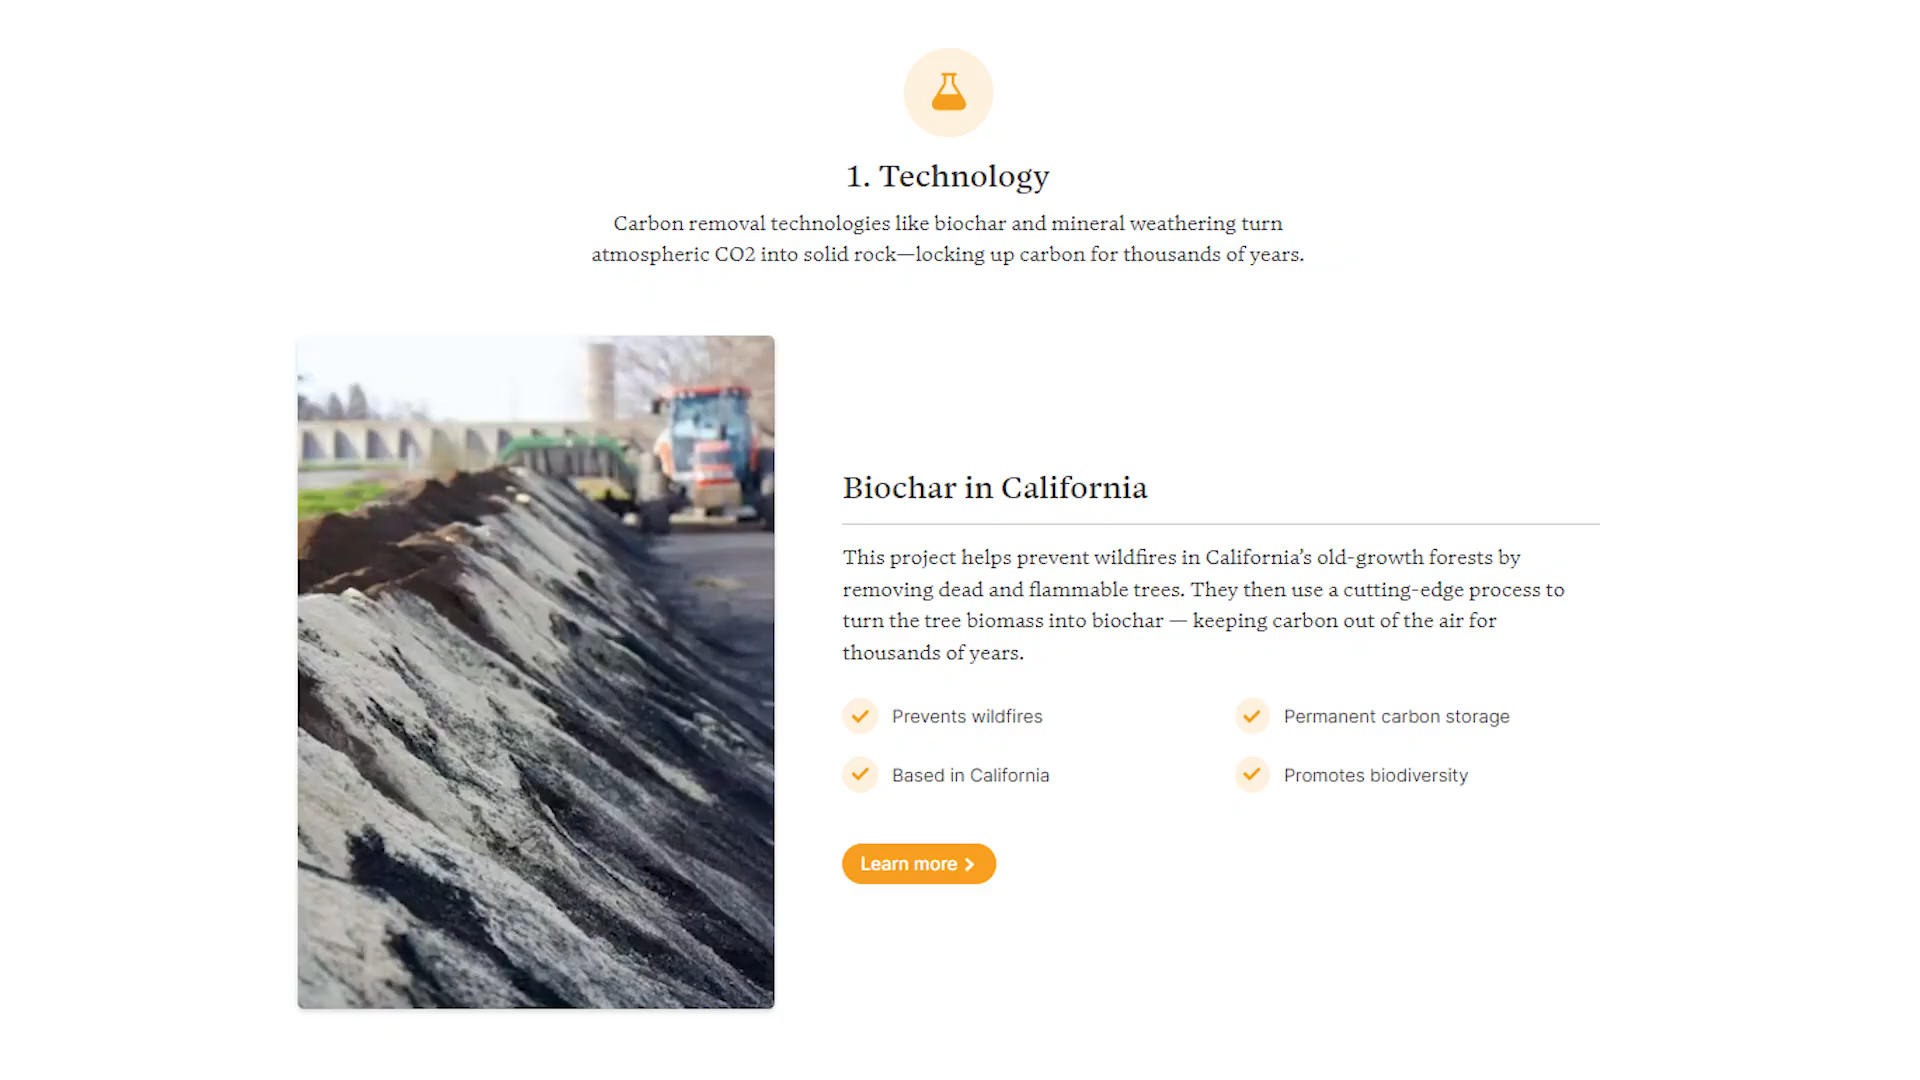 1. Technology
Carbon removal technologies like biochar and mineral weathering turn
atmospheric CO2 into solid rock—locking up carbon for thousands of years.
Biochar in California
This project helps prevent wildfires in California’s old-growth forests by
removing dead and flammable trees. They then use a cutting-edge process to
turn the tree biomass into biochar — keeping carbon out of the air for
thousands of years.
Prevents wildfires
Permanent carbon storage
Based in California
Promotes biodiversity
Learn more